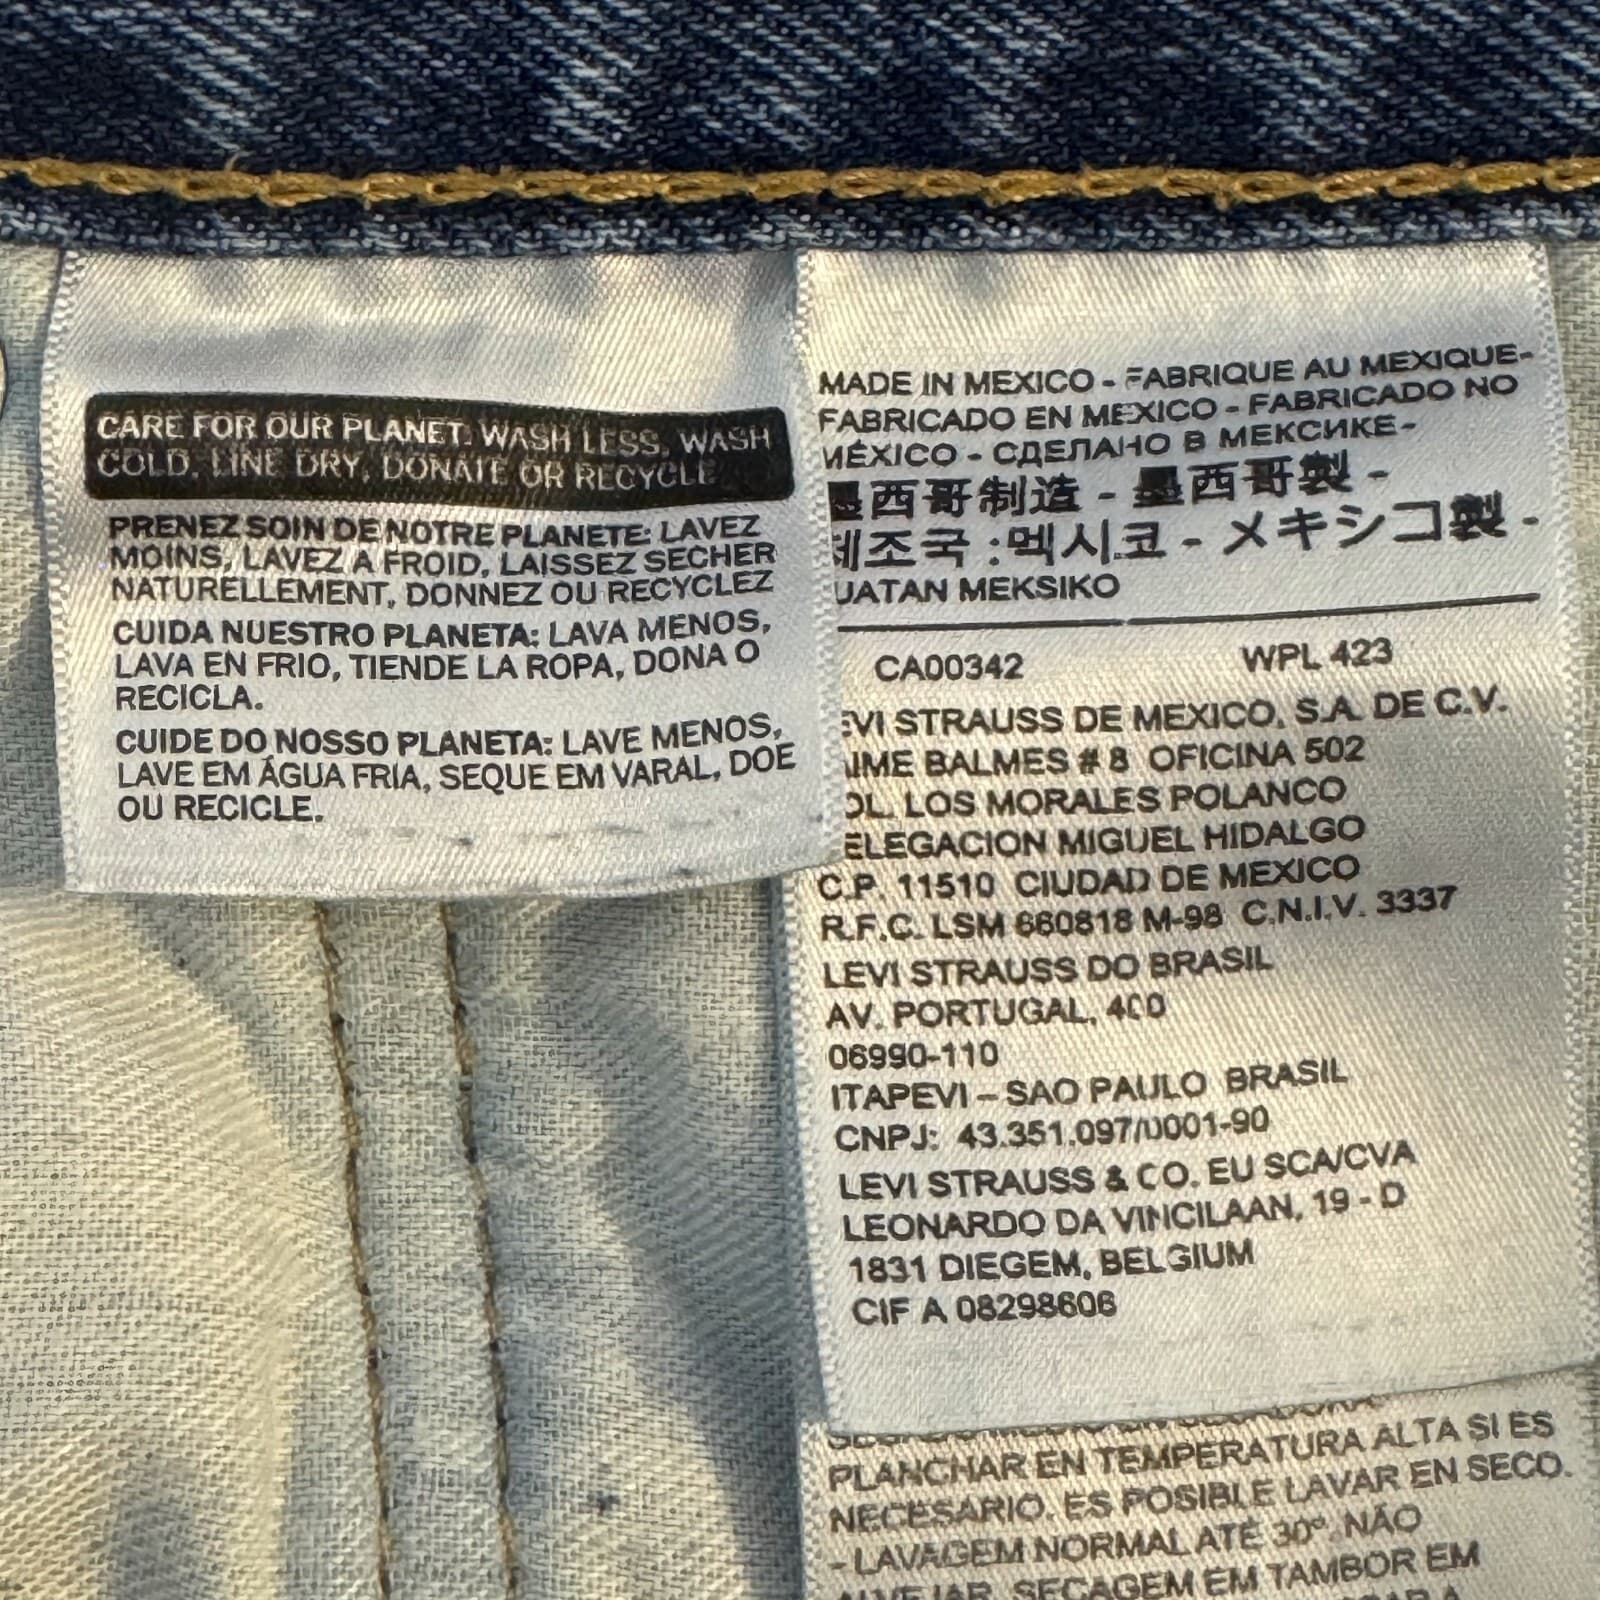 CARE FOR OUR PLANET: WASH LESS, WASH
COLD, LINE DRY, DONATE OR RECYCLE
PRENEZ SOIN DE NOTRE PLANETE: LAVEZ
MOINS, LAVEZ A FROID, LAISSEZ SECHER
NATURELLEMENT, DONNEZ OU RECYCLEZ
CUIDA NUESTRO PLANETA: LAVA MENOS,
LAVA EN FRIO, TIENDE LA ROPA, DONA O
RECICLA.
CUIDE DO NOSSO PLANETA: LAVE MENOS,
LAVE EM ÁGUA FRIA, SEQUE EM VARAL, DOE
OU RECICLE.
MADE IN MEXICO - FABRIQUE AU MEXIQUE-
FABRICADO EN MEXICO - FABRICADO NO
MÉXICO - СДЕЛАНО В МЕКСИКЕ-
墨西哥制造 - 墨西哥製 -
제조국 :멕시코 - メキシコ製 -
UATAN MEKSIKO
CA00342 WPL 423
EVI STRAUSS DE MEXICO, S.A. DE C.V.
AIME BALMES # 8 OFICINA 502
OL. LOS MORALES POLANCO
ELEGACION MIGUEL HIDALGO
C.P. 11510 CIUDAD DE MEXICO
R.F.C. LSM 660818 M-98 C.N.I.V. 3337
LEVI STRAUSS DO BRASIL
AV. PORTUGAL, 400
06990-110
ITAPEVI – SAO PAULO BRASIL
CNPJ: 43.351.097/0001-90
LEVI STRAUSS & CO. EU SCA/CVA
LEONARDO DA VINCILAAN, 19 - D
1831 DIEGEM, BELGIUM
CIF A 08298606
PLANCHAR EN TEMPERATURA ALTA SI ES
NECESARIO. ES POSIBLE LAVAR EN SECO.
- LAVAGEM NORMAL ATÉ 30°. NÃO
ALVEJAR. SECAGEM EM TAMBOR EM